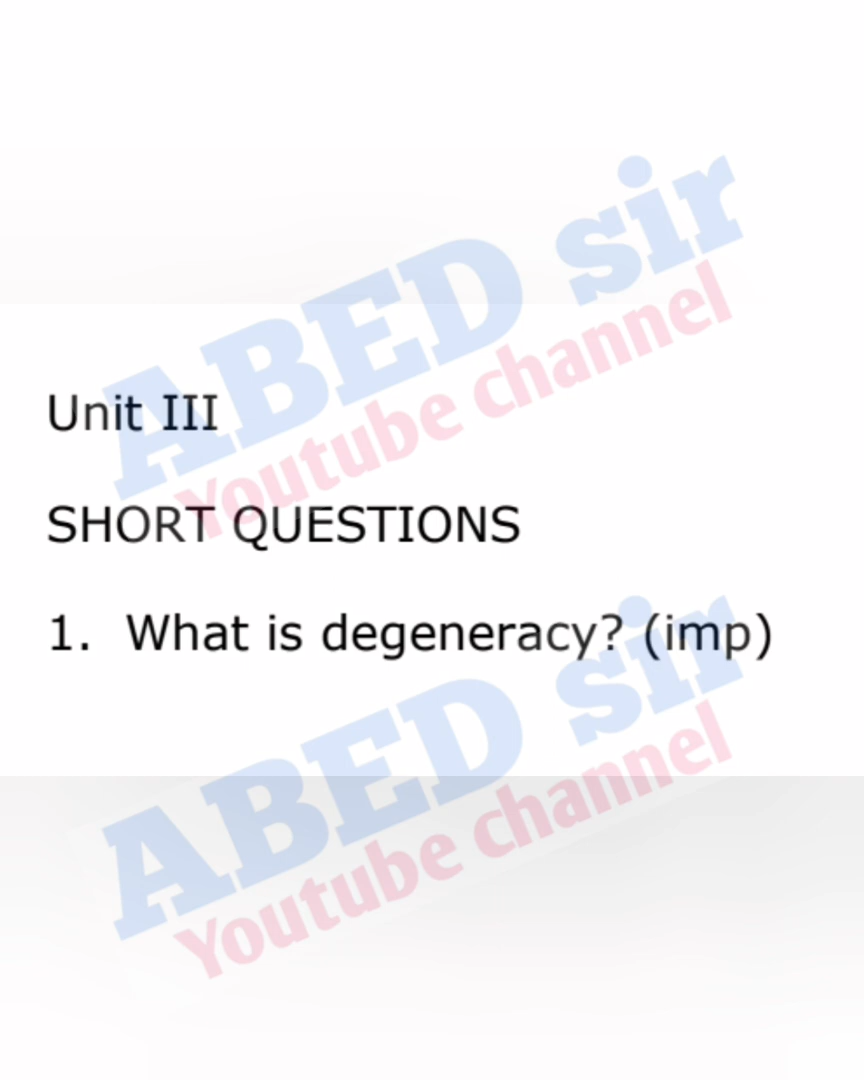 ABED sir
Youtube channel
Unit III
SHORT QUESTIONS
1. What is degeneracy? (imp)
ABED sir
Youtube channel